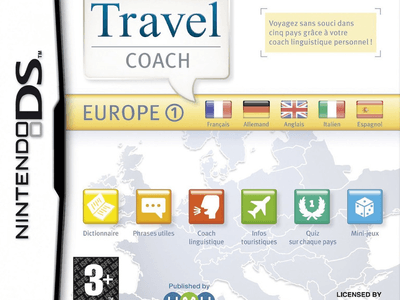 Travel
COACH
Voyagez sans souci dans
cinq pays grâce à votre
coach linguistique personnel !
NINTENDO DS
TM
EUROPE 1
Français
Allemand
Anglais
Italien
Espagnol
Dictionnaire
Phrases utiles
Coach
linguistique
Infos
touristiques
Quiz
sur chaque pays
Mini-jeux
1
3+
Published by
LICENSED BY